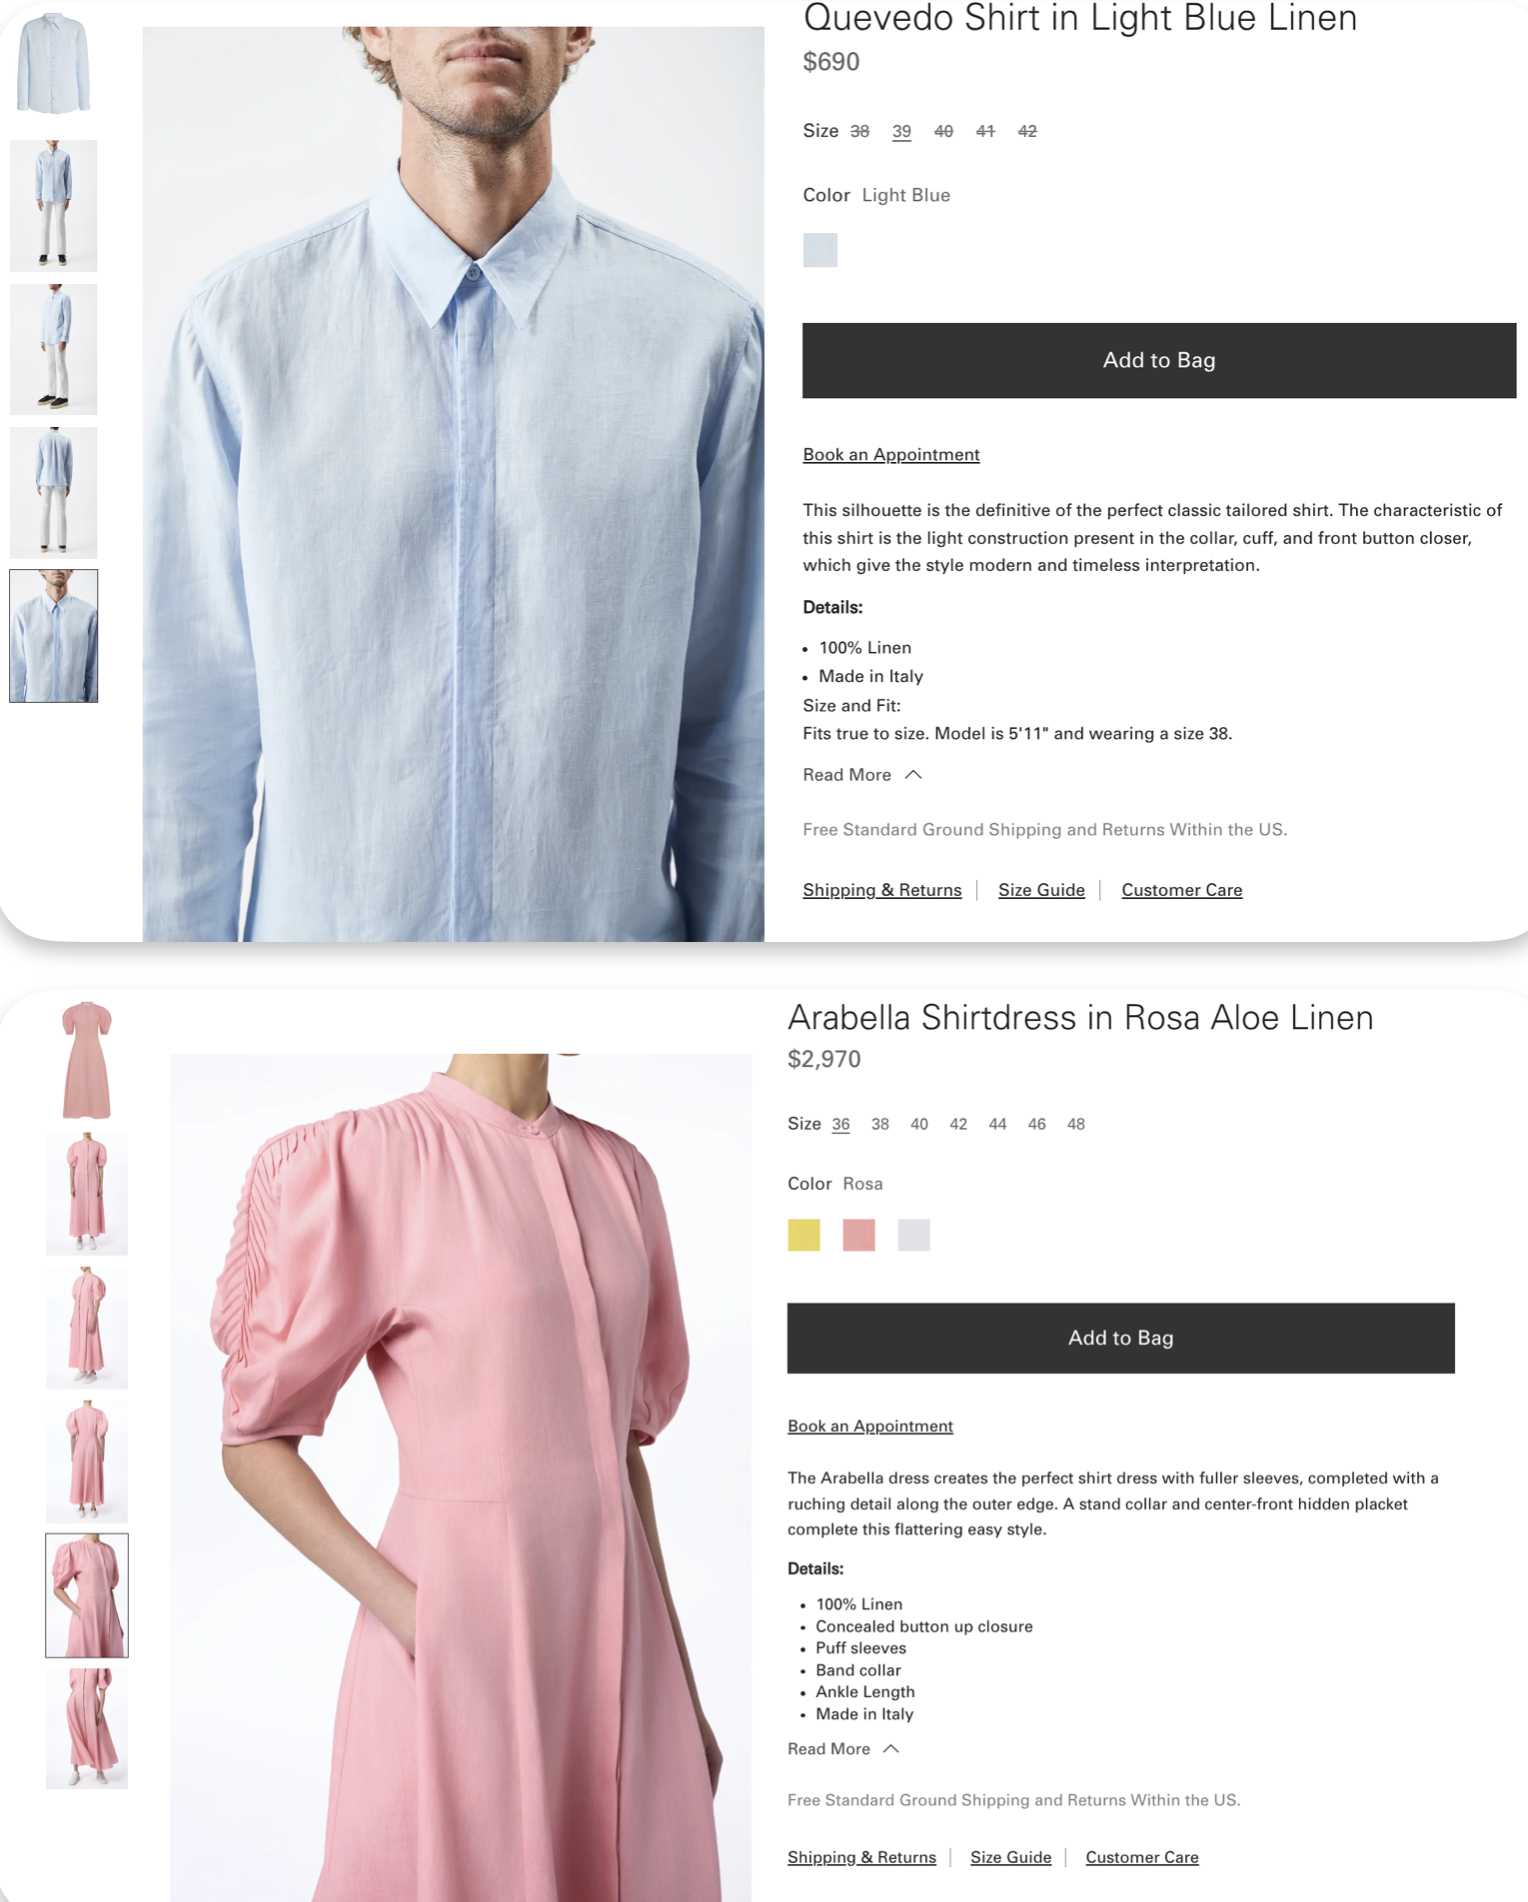 Quevedo Shirt in Light Blue Linen
$690
Size 38 39 40 41 42
Color Light Blue
Add to Bag
Book an Appointment
This silhouette is the definitive of the perfect classic tailored shirt. The characteristic of
this shirt is the light construction present in the collar, cuff, and front button closer,
which give the style modern and timeless interpretation.
Details:
• 100% Linen
• Made in Italy
Size and Fit:
Fits true to size. Model is 5'11" and wearing a size 38.
Read More
Free Standard Ground Shipping and Returns Within the US.
Shipping & Returns | Size Guide | Customer Care
Arabella Shirtdress in Rosa Aloe Linen
$2,970
Size 36 38 40 42 44 46 48
Color Rosa
Add to Bag
Book an Appointment
The Arabella dress creates the perfect shirt dress with fuller sleeves, completed with a
ruching detail along the outer edge. A stand collar and center-front hidden placket
complete this flattering easy style.
Details:
• 100% Linen
• Concealed button up closure
• Puff sleeves
• Band collar
• Ankle Length
• Made in Italy
Read More
Free Standard Ground Shipping and Returns Within the US.
Shipping & Returns | Size Guide | Customer Care